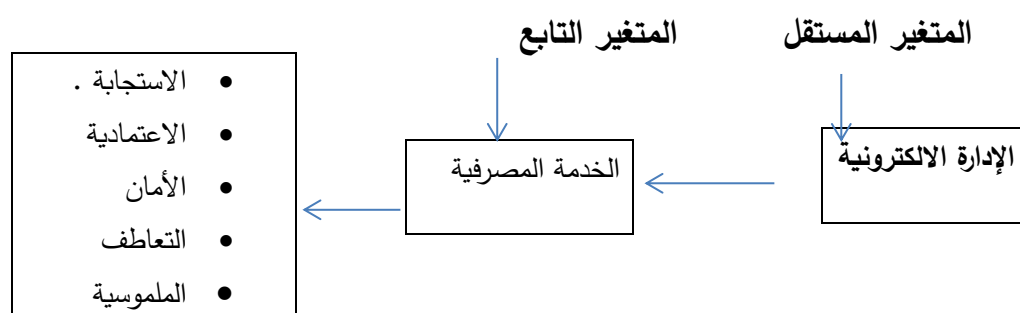 المتغير المستقل
المتغير التابع
الإدارة الالكترونية
الخدمة المصرفية
• الاستجابة .
• الاعتمادية
• الأمان
• التعاطف
• الملموسية